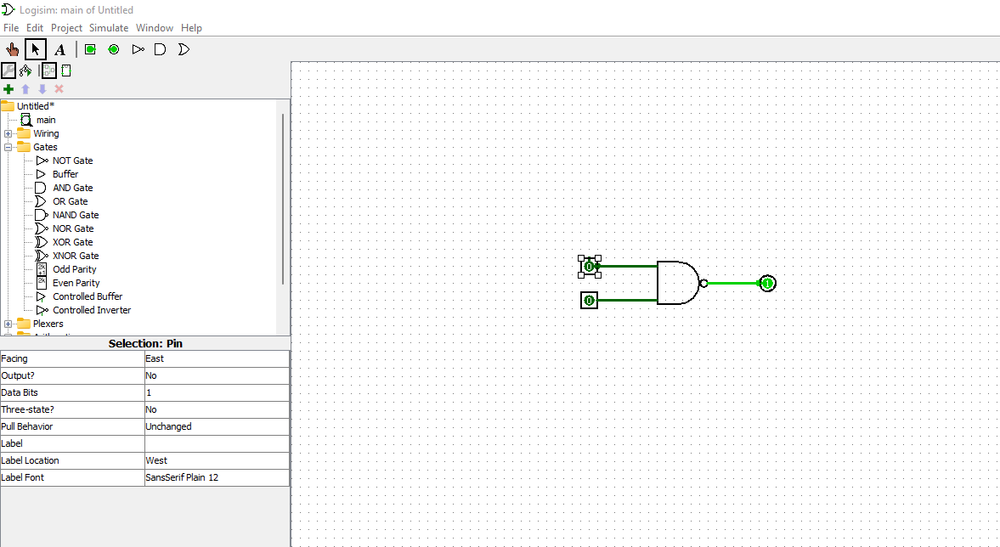 Logisim: main of Untitled
File Edit Project Simulate Window Help
A
Untitled*
main
Wiring
Gates
NOT Gate
Buffer
AND Gate
OR Gate
NAND Gate
NOR Gate
XOR Gate
XNOR Gate
Odd Parity
Even Parity
Controlled Buffer
Controlled Inverter
Plexers
Selection: Pin
Facing East
Output? No
Data Bits 1
Three-state? No
Pull Behavior Unchanged
Label
Label Location West
Label Font SansSerif Plain 12
0
0
1